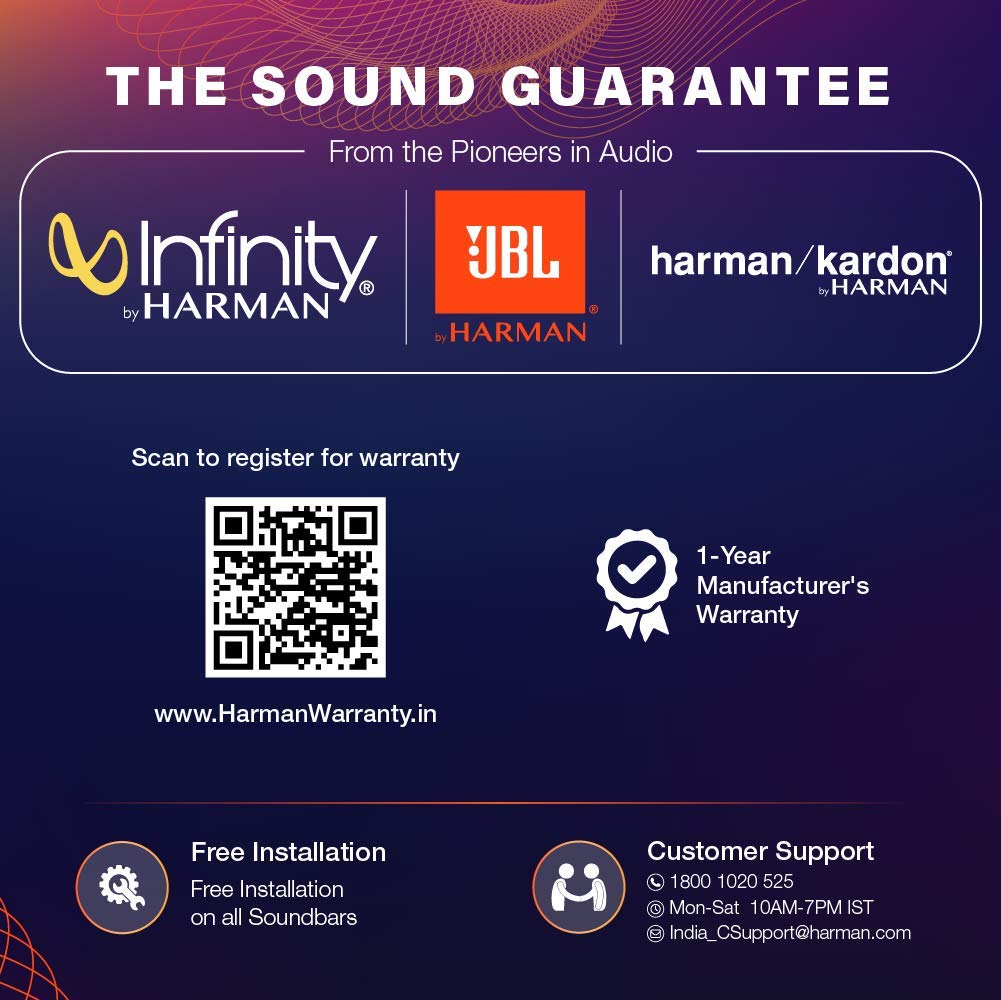 THE SOUND GUARANTEE
From the Pioneers in Audio
Infinity®
by HARMAN
JBL®
by HARMAN
harman/kardon®
by HARMAN
Scan to register for warranty
www.HarmanWarranty.in
1-Year
Manufacturer's
Warranty
Free Installation
Free Installation
on all Soundbars
Customer Support
1800 1020 525
Mon-Sat 10AM-7PM IST
India_CSupport@harman.com